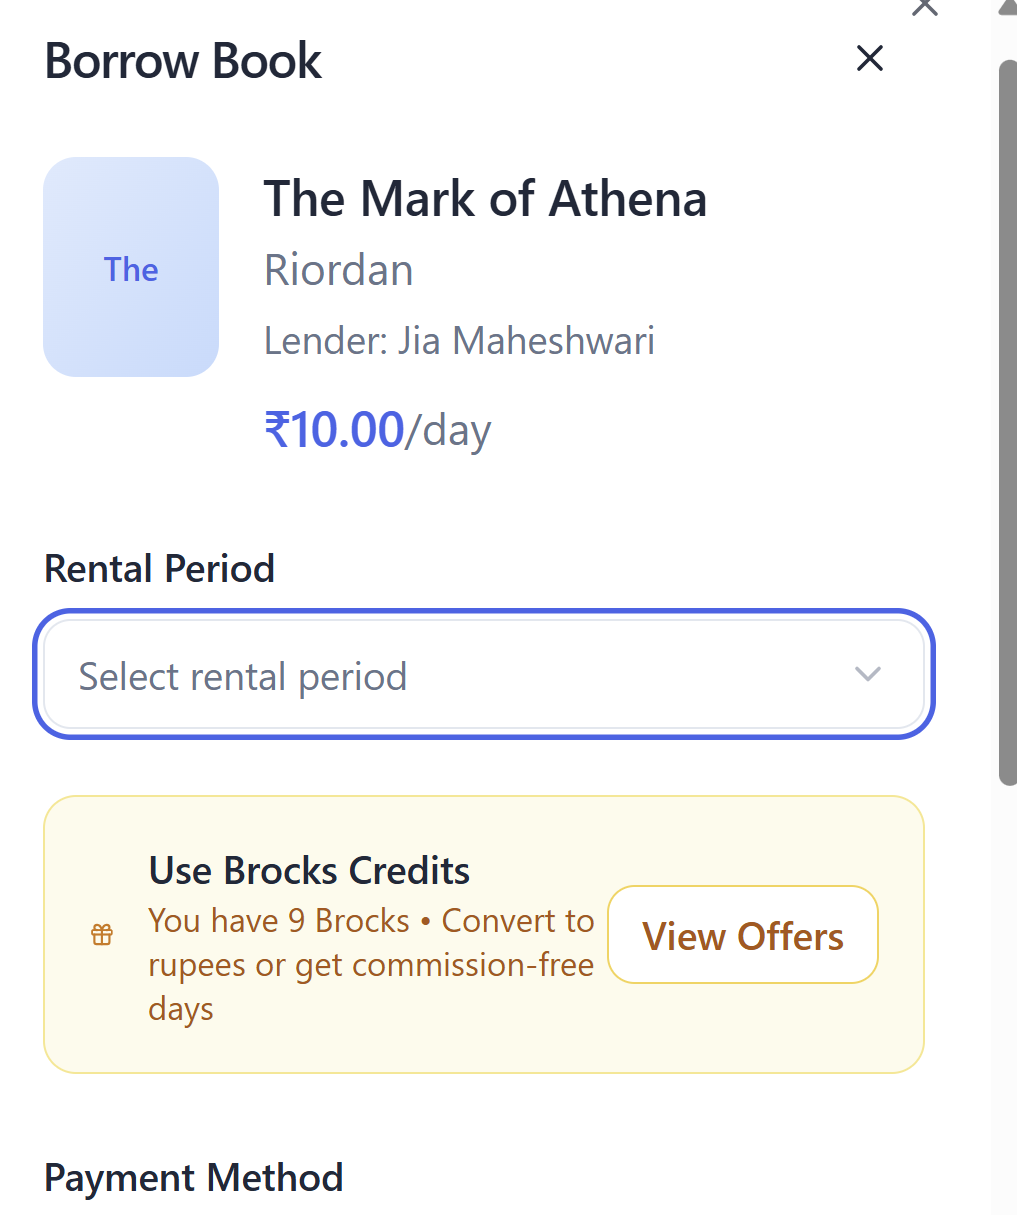 Borrow Book
The
The Mark of Athena
Riordan
Lender: Jia Maheshwari
₹10.00/day
Rental Period
Select rental period
Use Brocks Credits
You have 9 Brocks • Convert to
rupees or get commission-free
days
View Offers
Payment Method